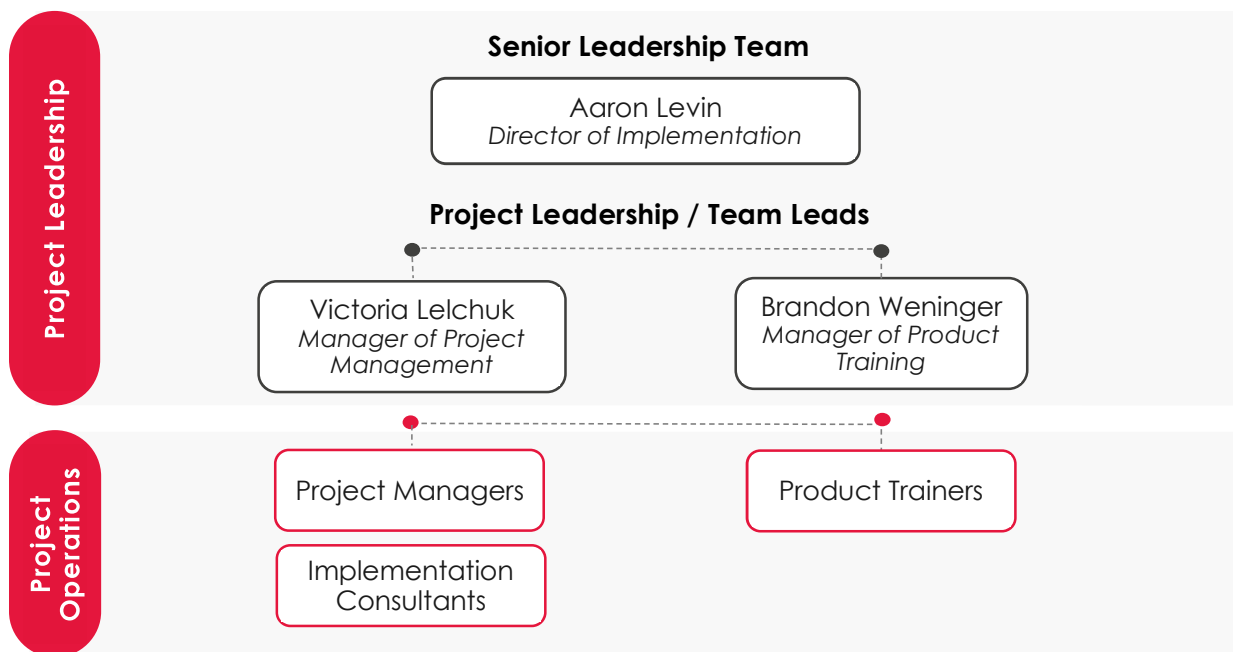 Project Leadership
Senior Leadership Team
Aaron Levin
Director of Implementation
Project Leadership / Team Leads
Victoria Lelchuk
Manager of Project
Management
Brandon Weninger
Manager of Product
Training
Project
Operations
Project Managers
Product Trainers
Implementation
Consultants